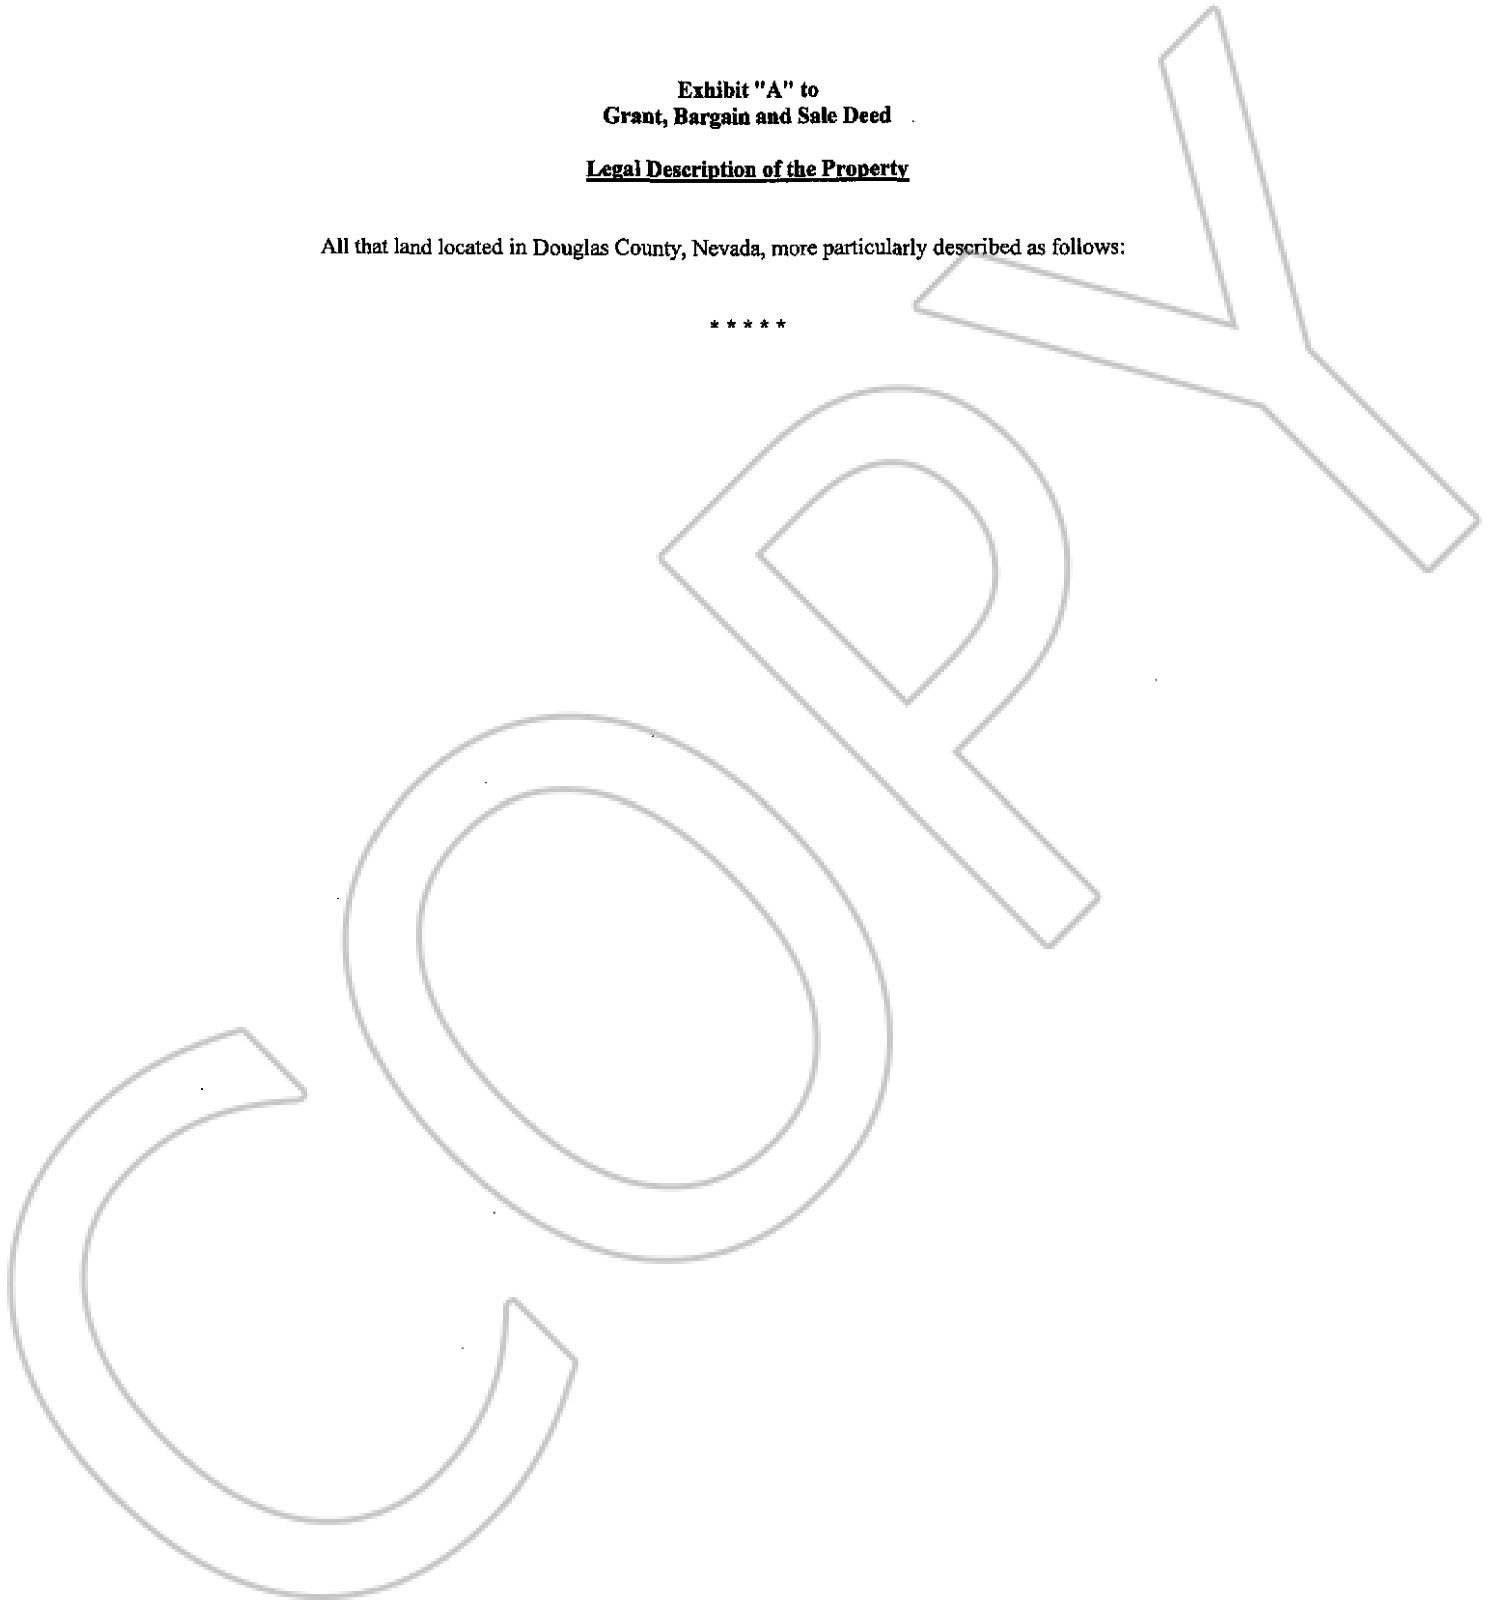 Exhibit "A" to
Grant, Bargain and Sale Deed
Legal Description of the Property
All that land located in Douglas County, Nevada, more particularly described as follows:
* * * * *
COPY